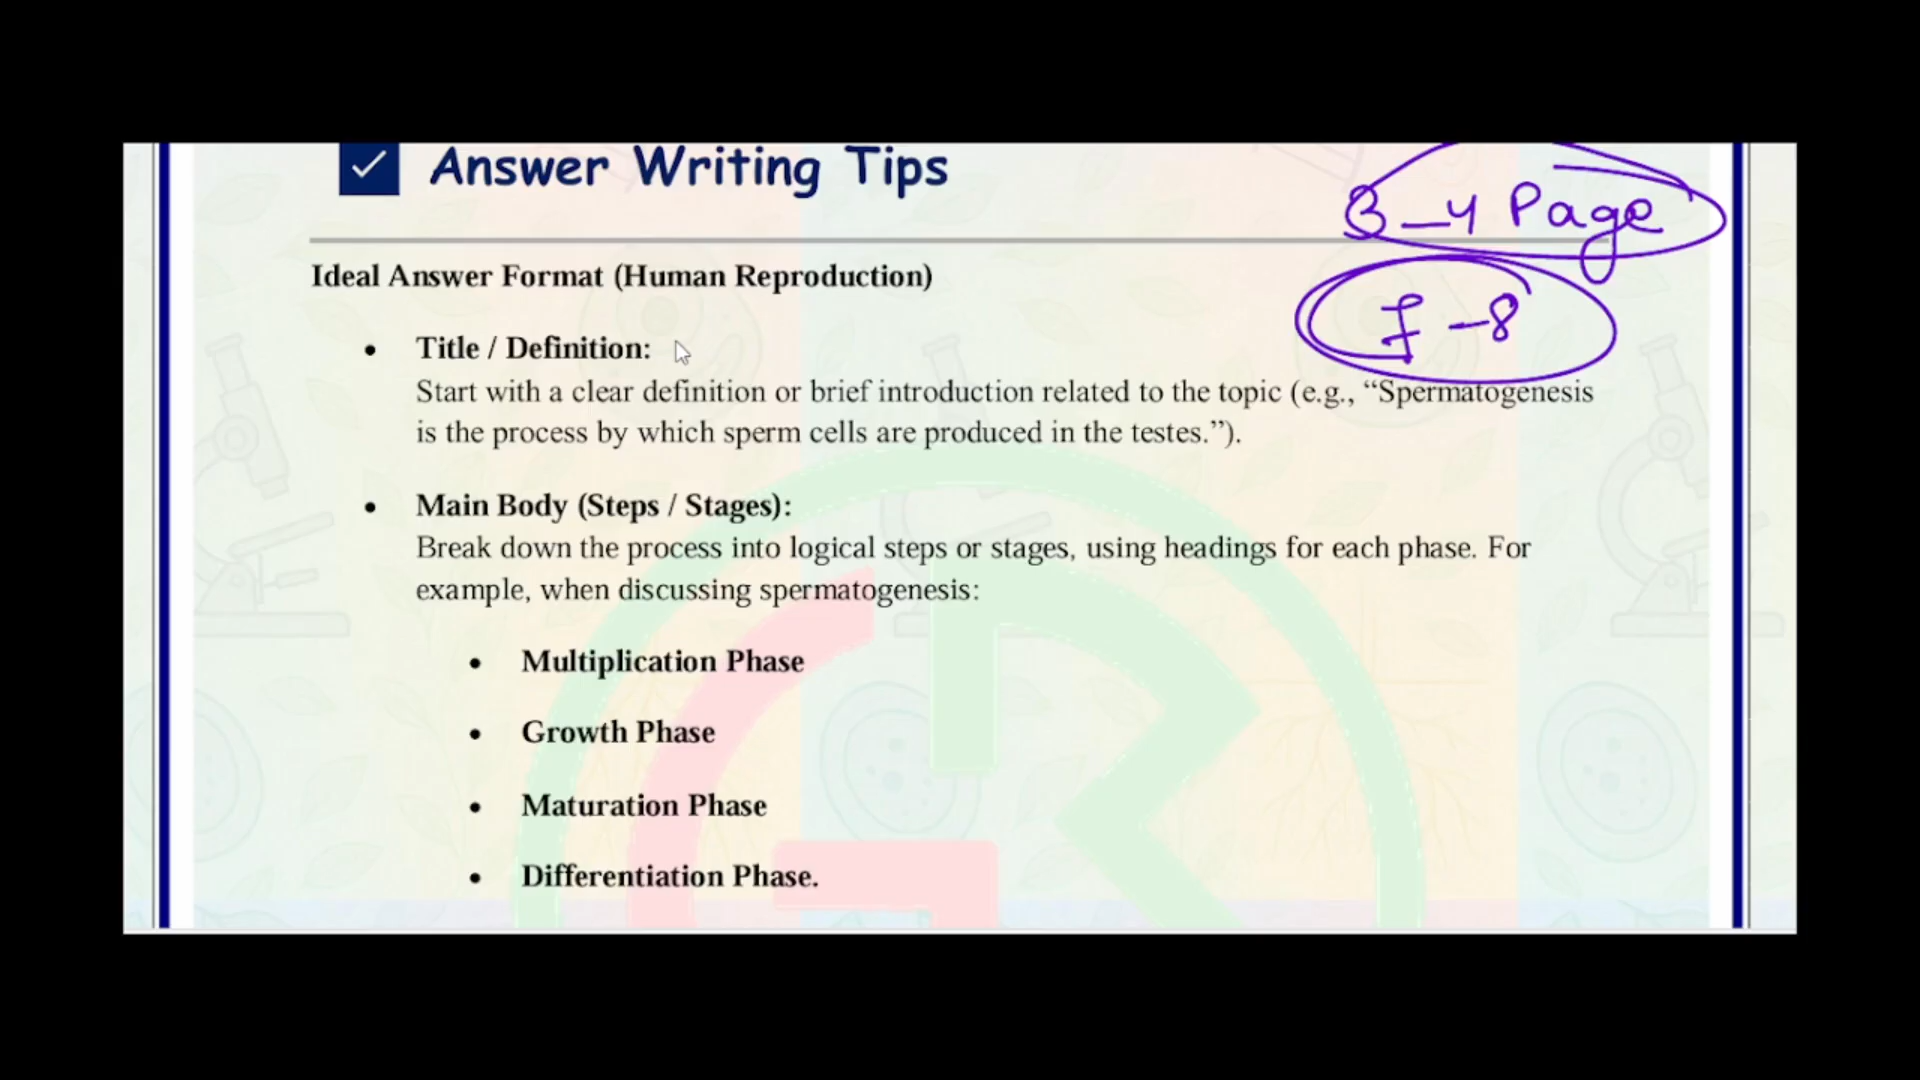 Answer Writing Tips
3-4 Page
Ideal Answer Format (Human Reproduction)
7-8
• Title / Definition:
Start with a clear definition or brief introduction related to the topic (e.g., “Spermatogenesis
is the process by which sperm cells are produced in the testes.”).
• Main Body (Steps / Stages):
Break down the process into logical steps or stages, using headings for each phase. For
example, when discussing spermatogenesis:
• Multiplication Phase
• Growth Phase
• Maturation Phase
• Differentiation Phase.